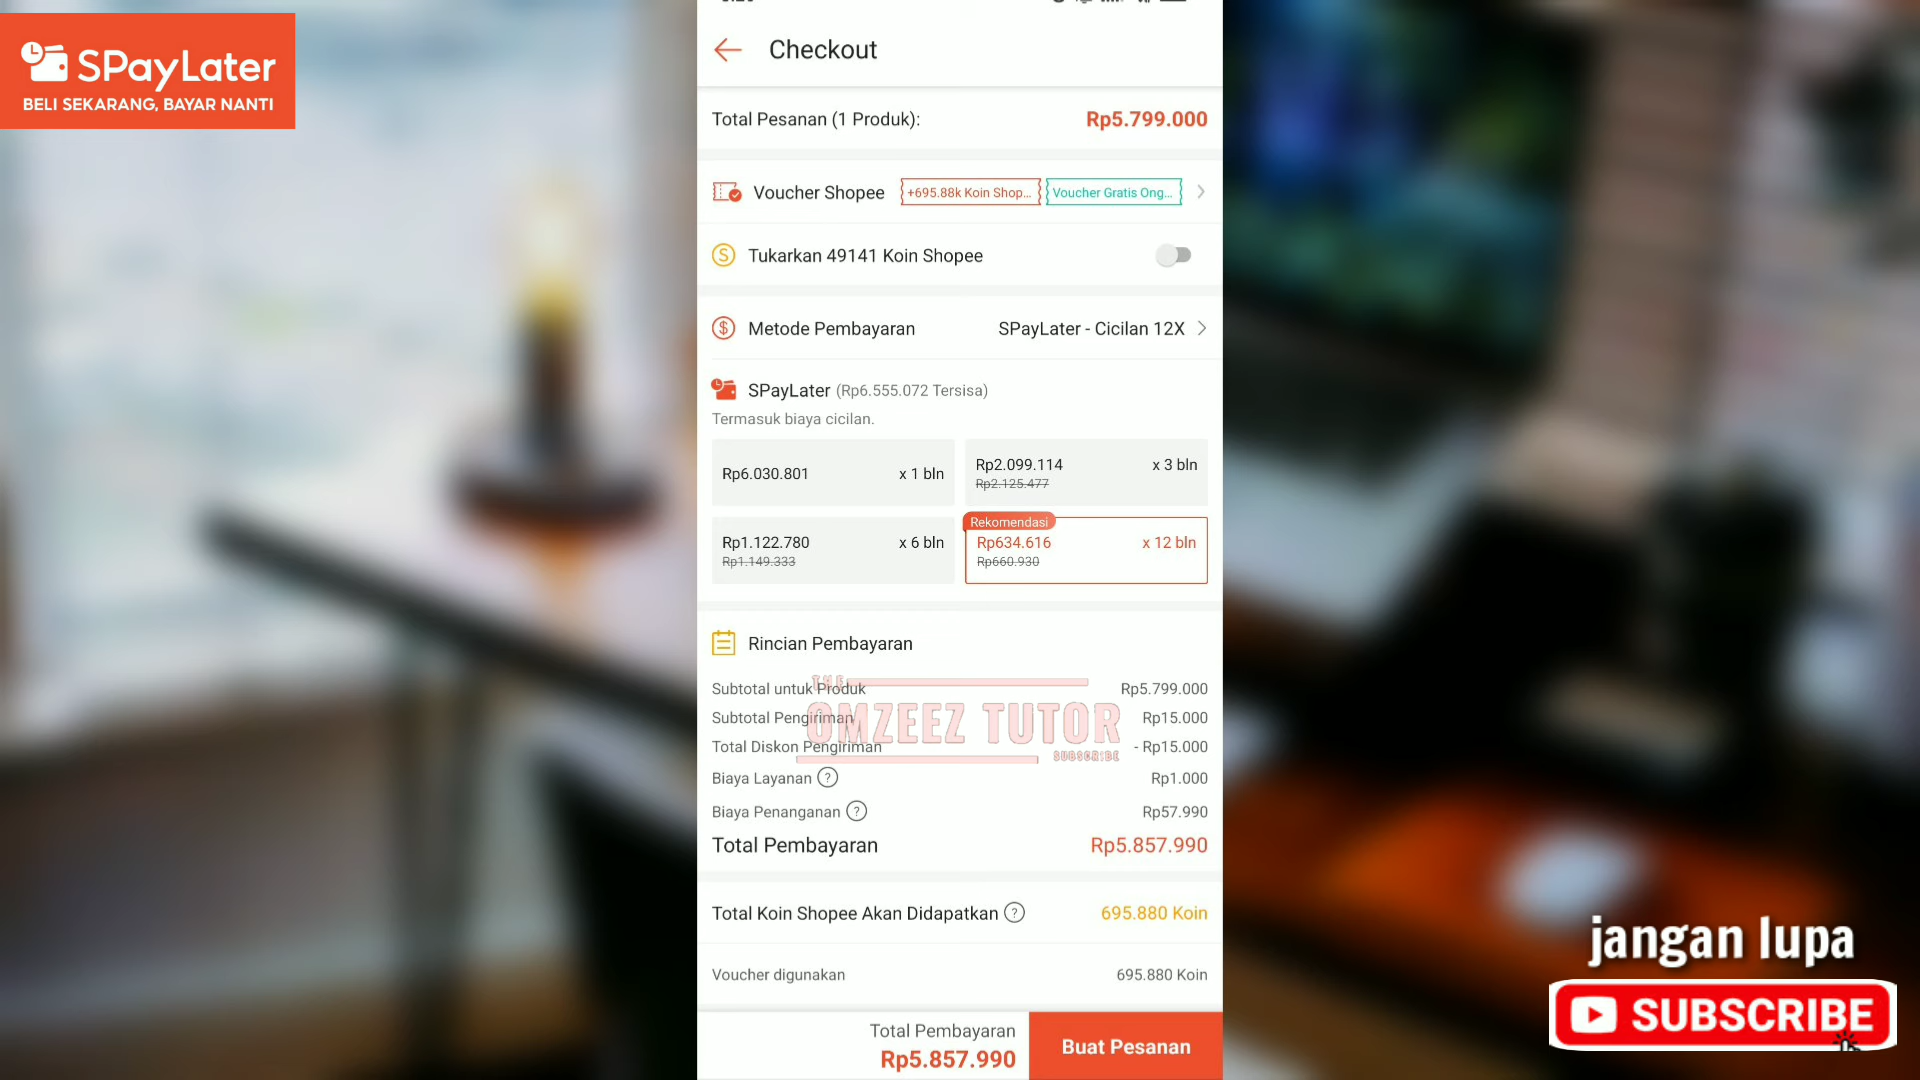 SPayLater
BELI SEKARANG, BAYAR NANTI
Checkout
Total Pesanan (1 Produk): Rp5.799.000
Voucher Shopee +695.88k Koin Shop... Voucher Gratis Ong...
Tukarkan 49141 Koin Shopee
Metode Pembayaran SPayLater - Cicilan 12X
SPayLater (Rp6.555.072 Tersisa)
Termasuk biaya cicilan.
Rp6.030.801 x 1 bln
Rp2.099.114 x 3 bln
Rp2.125.477
Rp1.122.780 x 6 bln
Rp1.149.333
Rekomendasi
Rp634.616 x 12 bln
Rp660.930
Rincian Pembayaran
Subtotal untuk Produk Rp5.799.000
Subtotal Pengiriman Rp15.000
Total Diskon Pengiriman - Rp15.000
THE
OMZEEZ TUTOR
SUBSCRIBE
Biaya Layanan ? Rp1.000
Biaya Penanganan ? Rp57.990
Total Pembayaran Rp5.857.990
Total Koin Shopee Akan Didapatkan ? 695.880 Koin
Voucher digunakan 695.880 Koin
Total Pembayaran
Rp5.857.990
Buat Pesanan
jangan lupa
SUBSCRIBE